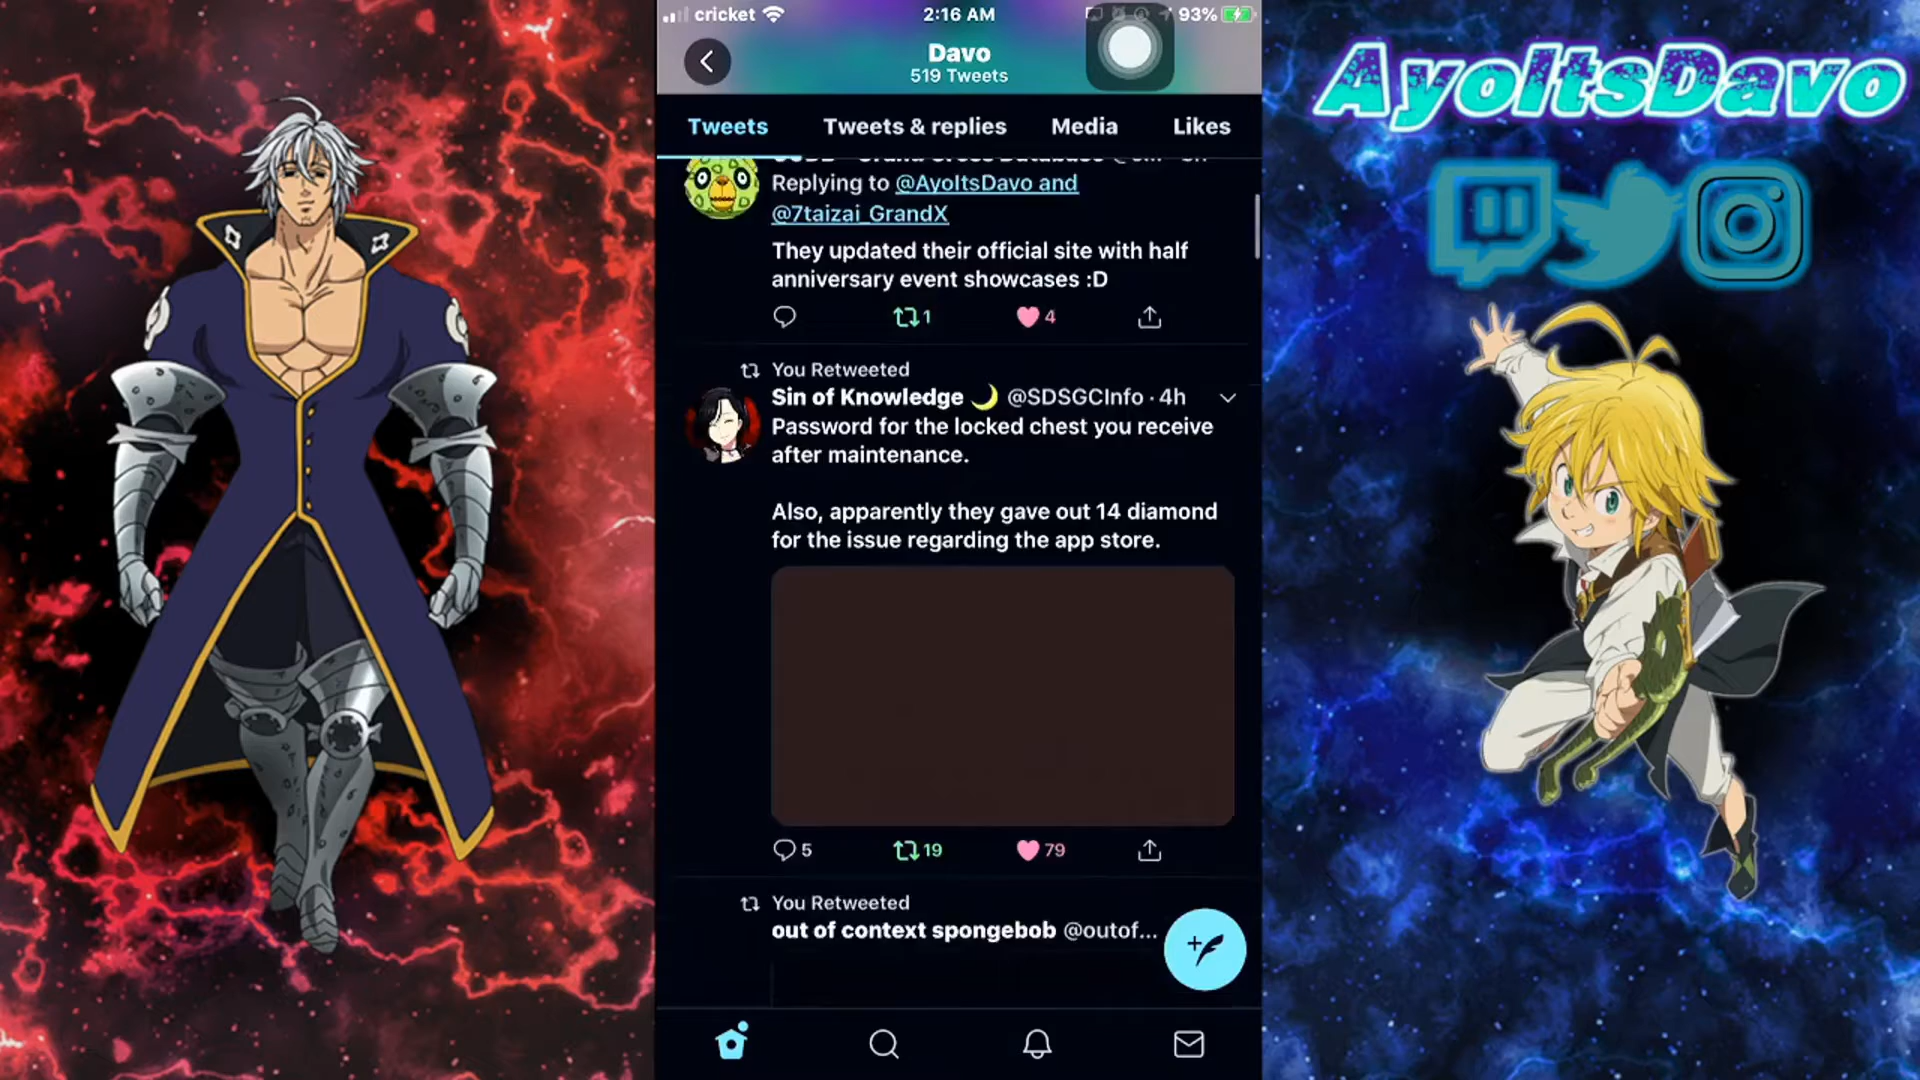 cricket 2:16 AM 93%
Davo
519 Tweets
AyoItsDavo
Tweets Tweets & replies Media Likes
Replying to @AyoItsDavo and
@7taizai_GrandX
They updated their official site with half
anniversary event showcases :D
1 4
You Retweeted
Sin of Knowledge 🌙 @SDSGCInfo · 4h
Password for the locked chest you receive
after maintenance.
Also, apparently they gave out 14 diamond
for the issue regarding the app store.
5 19 79
You Retweeted
out of context spongebob @outof...